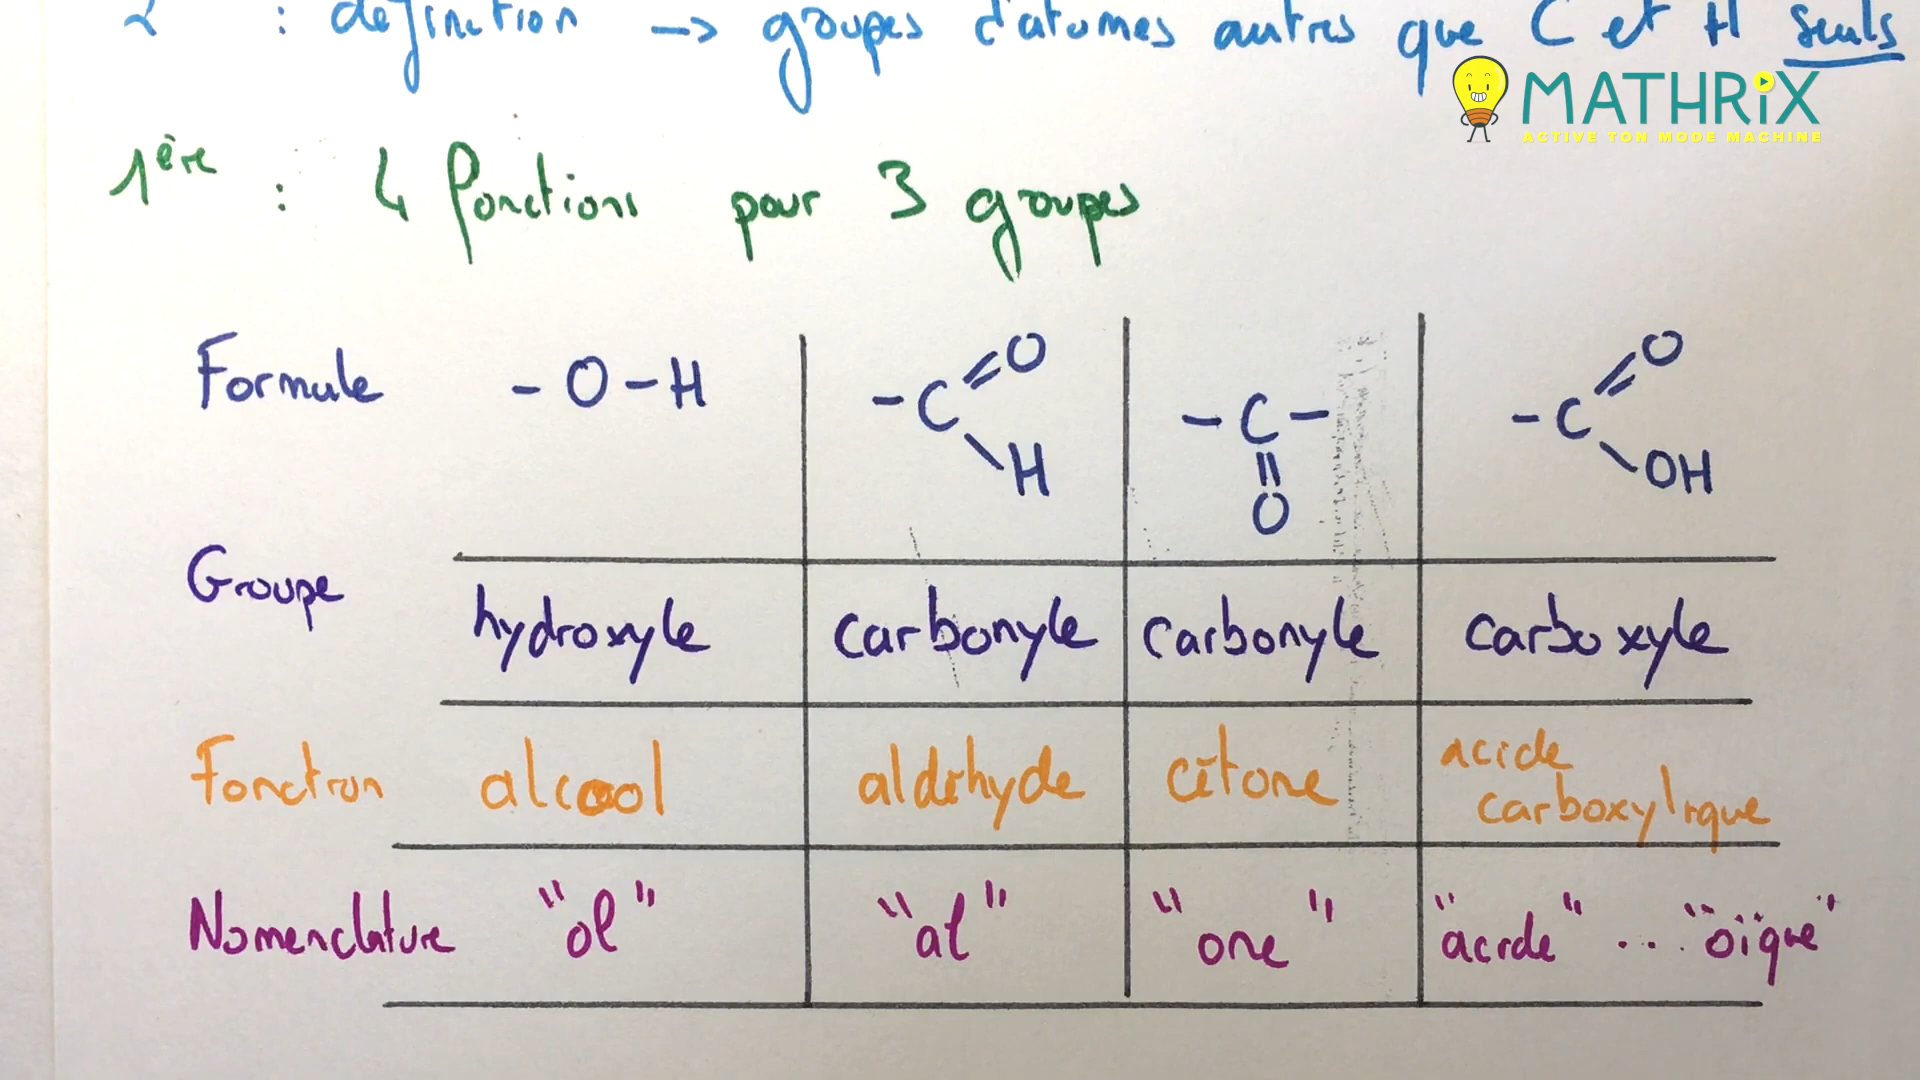 : définition → groupes d'atomes autres que C et H seuls
MATHRiX
ACTIVE TON MODE MACHINE
1ère : 4 fonctions pour 3 groupes
Formule - O - H - C = O \ H - C - = O - C = O \ OH
Groupe hydroxyle carbonyle carbonyle carboxyle
Fonction alcool aldéhyde cétone acide carboxylique
Nomenclature "ol" "al" "one" "acide" ... "oïque"